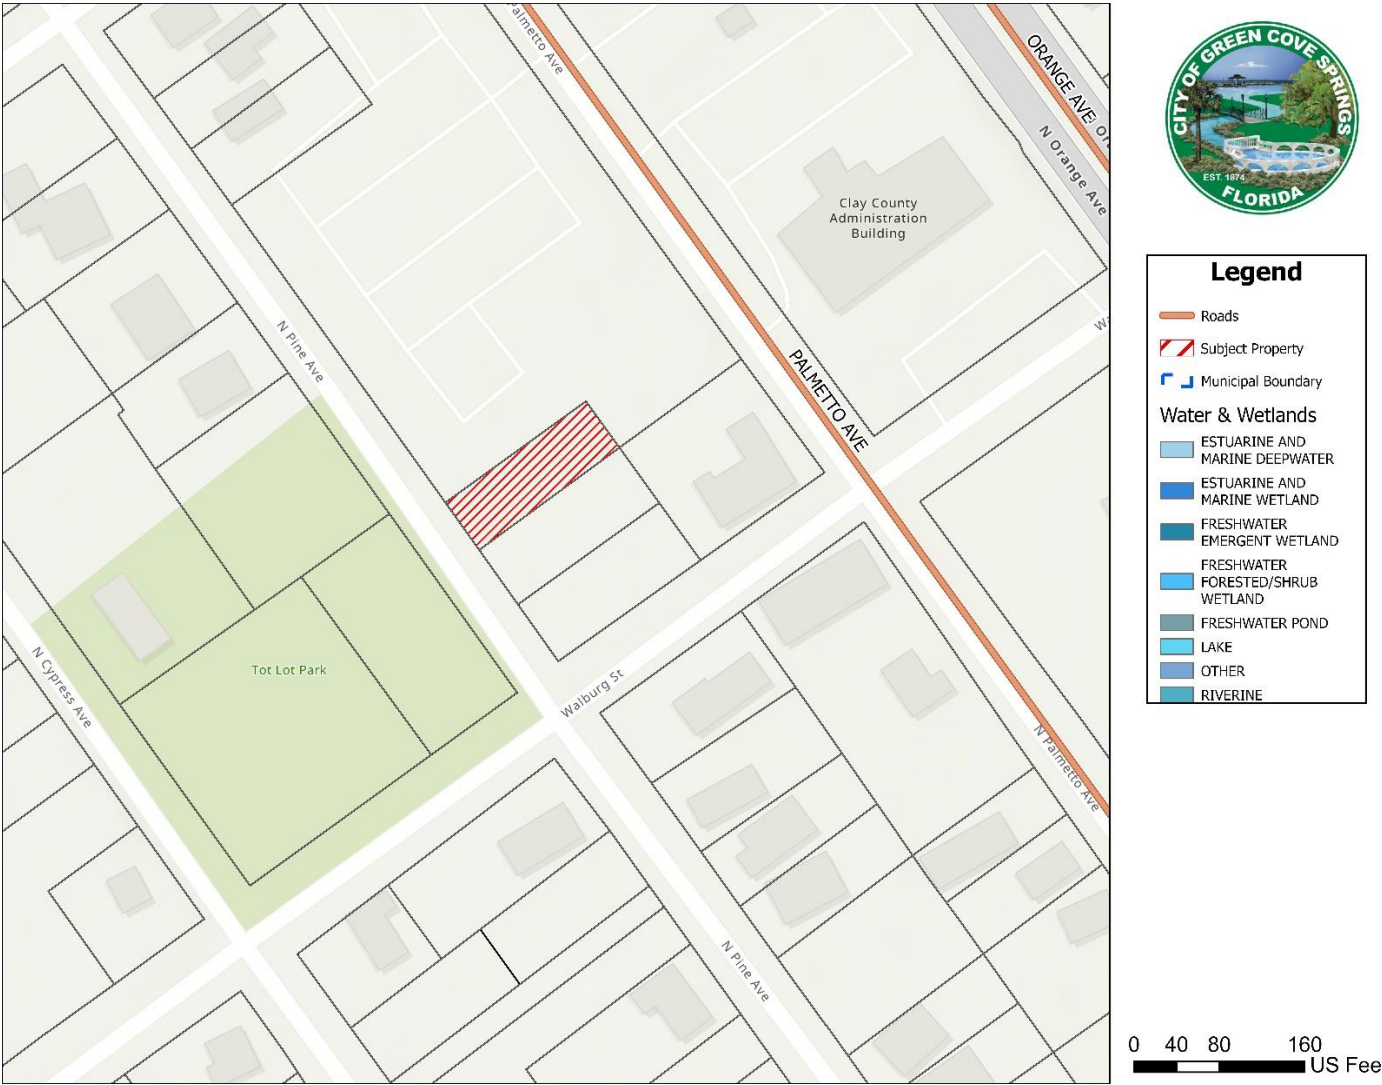 Palmetto Ave
ORANGE AVE
N Orange Ave
Clay County
Administration
Building
N Pine Ave
PALMETTO AVE
Tot Lot Park
N Cypress Ave
Walburg St
N Palmetto Ave
N Pine Ave
CITY OF GREEN COVE SPRINGS
EST. 1874
FLORIDA
Legend
Roads
Subject Property
Municipal Boundary
Water & Wetlands
ESTUARINE AND
MARINE DEEPWATER
ESTUARINE AND
MARINE WETLAND
FRESHWATER
EMERGENT WETLAND
FRESHWATER
FORESTED/SHRUB
WETLAND
FRESHWATER POND
LAKE
OTHER
RIVERINE
0 40 80 160
US Fee